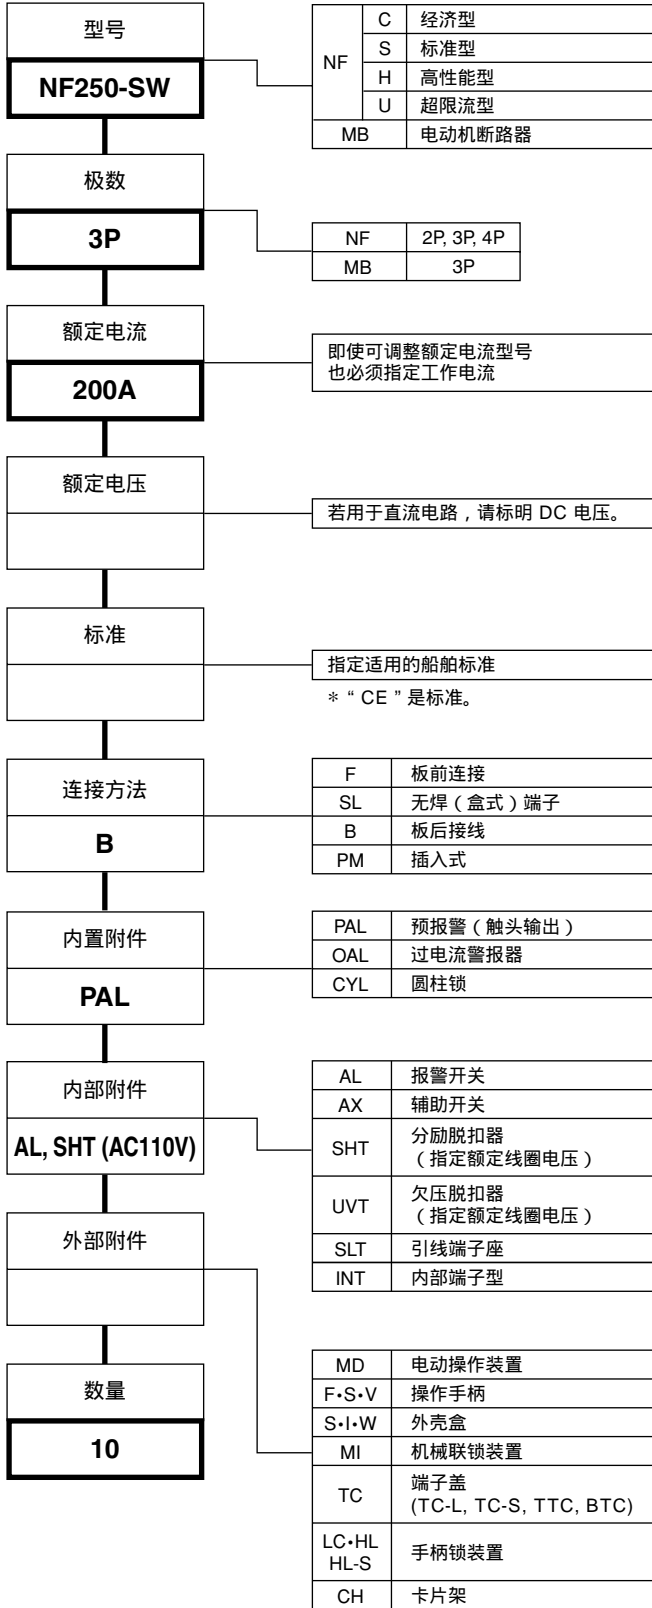 型号
NF250-SW
NF
C 经济型
S 标准型
H 高性能型
U 超限流型
MB 电动机断路器
极数
3P
NF 2P, 3P, 4P
MB 3P
额定电流
200A
即使可调整额定电流型号
也必须指定工作电流
额定电压
若用于直流电路，请标明 DC 电压。
标准
指定适用的船舶标准
* “ CE ” 是标准。
连接方法
B
F 板前连接
SL 无焊（盒式）端子
B 板后接线
PM 插入式
内置附件
PAL
PAL 预报警（触头输出）
OAL 过电流警报器
CYL 圆柱锁
内部附件
AL, SHT (AC110V)
AL 报警开关
AX 辅助开关
SHT 分励脱扣器
（指定额定线圈电压）
UVT 欠压脱扣器
（指定额定线圈电压）
SLT 引线端子座
INT 内部端子型
外部附件
数量
10
MD 电动操作装置
F•S•V 操作手柄
S•I•W 外壳盒
MI 机械联锁装置
TC 端子盖
(TC-L, TC-S, TTC, BTC)
LC•HL
HL-S 手柄锁装置
CH 卡片架